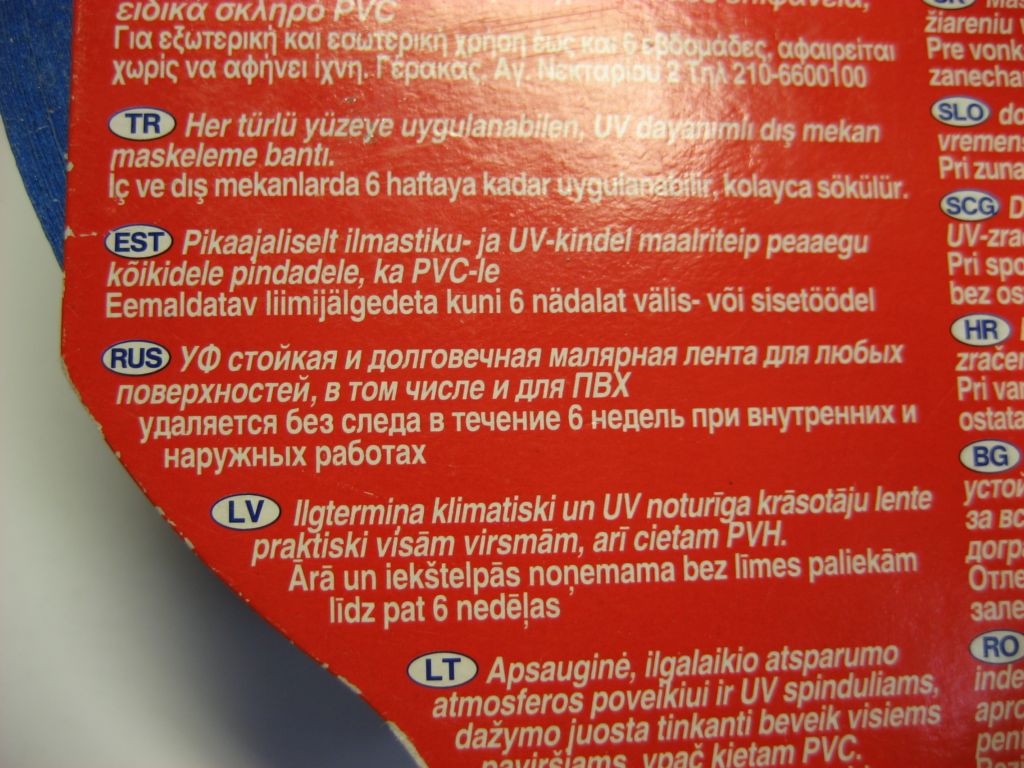 ειδικά σκληρό PVC
Για εξωτερική και εσωτερική χρήση έως και 6 εβδομάδες, αφαιρείται
χωρίς να αφήνει ίχνη. Γέρακας, Αγ. Νεκταρίου 2 Τηλ 210-6600100
TR Her türlü yüzeye uygulanabilen, UV dayanımlı dış mekan
maskeleme bantı.
İç ve dış mekanlarda 6 haftaya kadar uygulanabilir, kolayca sökülür.
EST Pikaajaliselt ilmastiku- ja UV-kindel maalriteip peaaegu
kõikidele pindadele, ka PVC-le
Eemaldatav liimijälgedeta kuni 6 nädalat välis- või sisetöödel
RUS УФ стойкая и долговечная малярная лента для любых
поверхностей, в том числе и для ПВХ
удаляется без следа в течение 6 недель при внутренних и
наружных работах
LV Ilgtermiņa klimatiski un UV noturīga krāsotāju lente
praktiski visām virsmām, arī cietam PVH.
Ārā un iekštelpās noņemama bez līmes paliekām
līdz pat 6 nedēļas
LT Apsauginė, ilgalaikio atsparumo
atmosferos poveikiui ir UV spinduliams,
dažymo juosta tinkanti beveik visiems
paviršiams, ypač kietam PVC.
žiareniu
Pre vonk
zanecha
SLO do
vremens
Pri zuna
SCG D
UV-zra
Pri spo
bez os
HR
zračen
Pri van
ostata
BG
устой
за вс
догр
Отле
зале
RO
inde
apro
pent